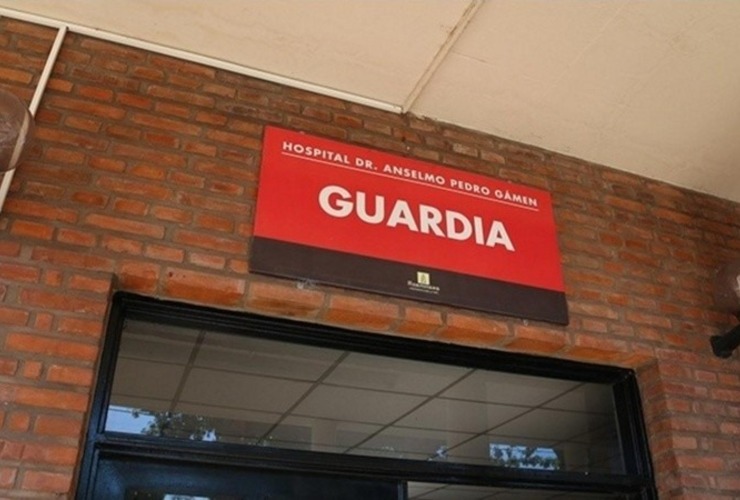 HOSPITAL DR. ANSELMO PEDRO GÁMEN
GUARDIA